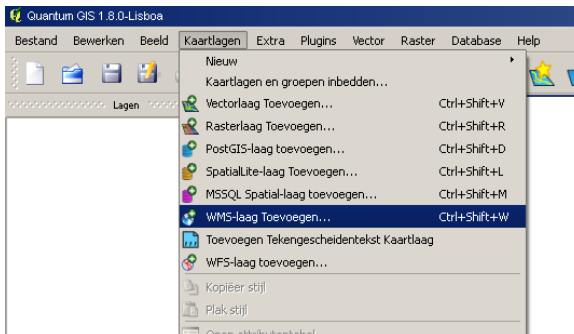 Quantum GIS 1.8.0-Lisboa
Bestand Bewerken Beeld Kaartlagen Extra Plugins Vector Raster Database Help
Nieuw
Kaartlagen en groepen inbedden...
Lagen
Vectorlaag Toevoegen... Ctrl+Shift+V
Rasterlaag Toevoegen... Ctrl+Shift+R
PostGIS-laag toevoegen... Ctrl+Shift+D
SpatialLite-laag Toevoegen... Ctrl+Shift+L
MSSQL Spatial-laag toevoegen... Ctrl+Shift+M
WMS-laag Toevoegen... Ctrl+Shift+W
Toevoegen Tekengescheidentekst Kaartlaag
WFS-laag toevoegen...
Kopiëer stijl
Plak stijl
Open attributentabel